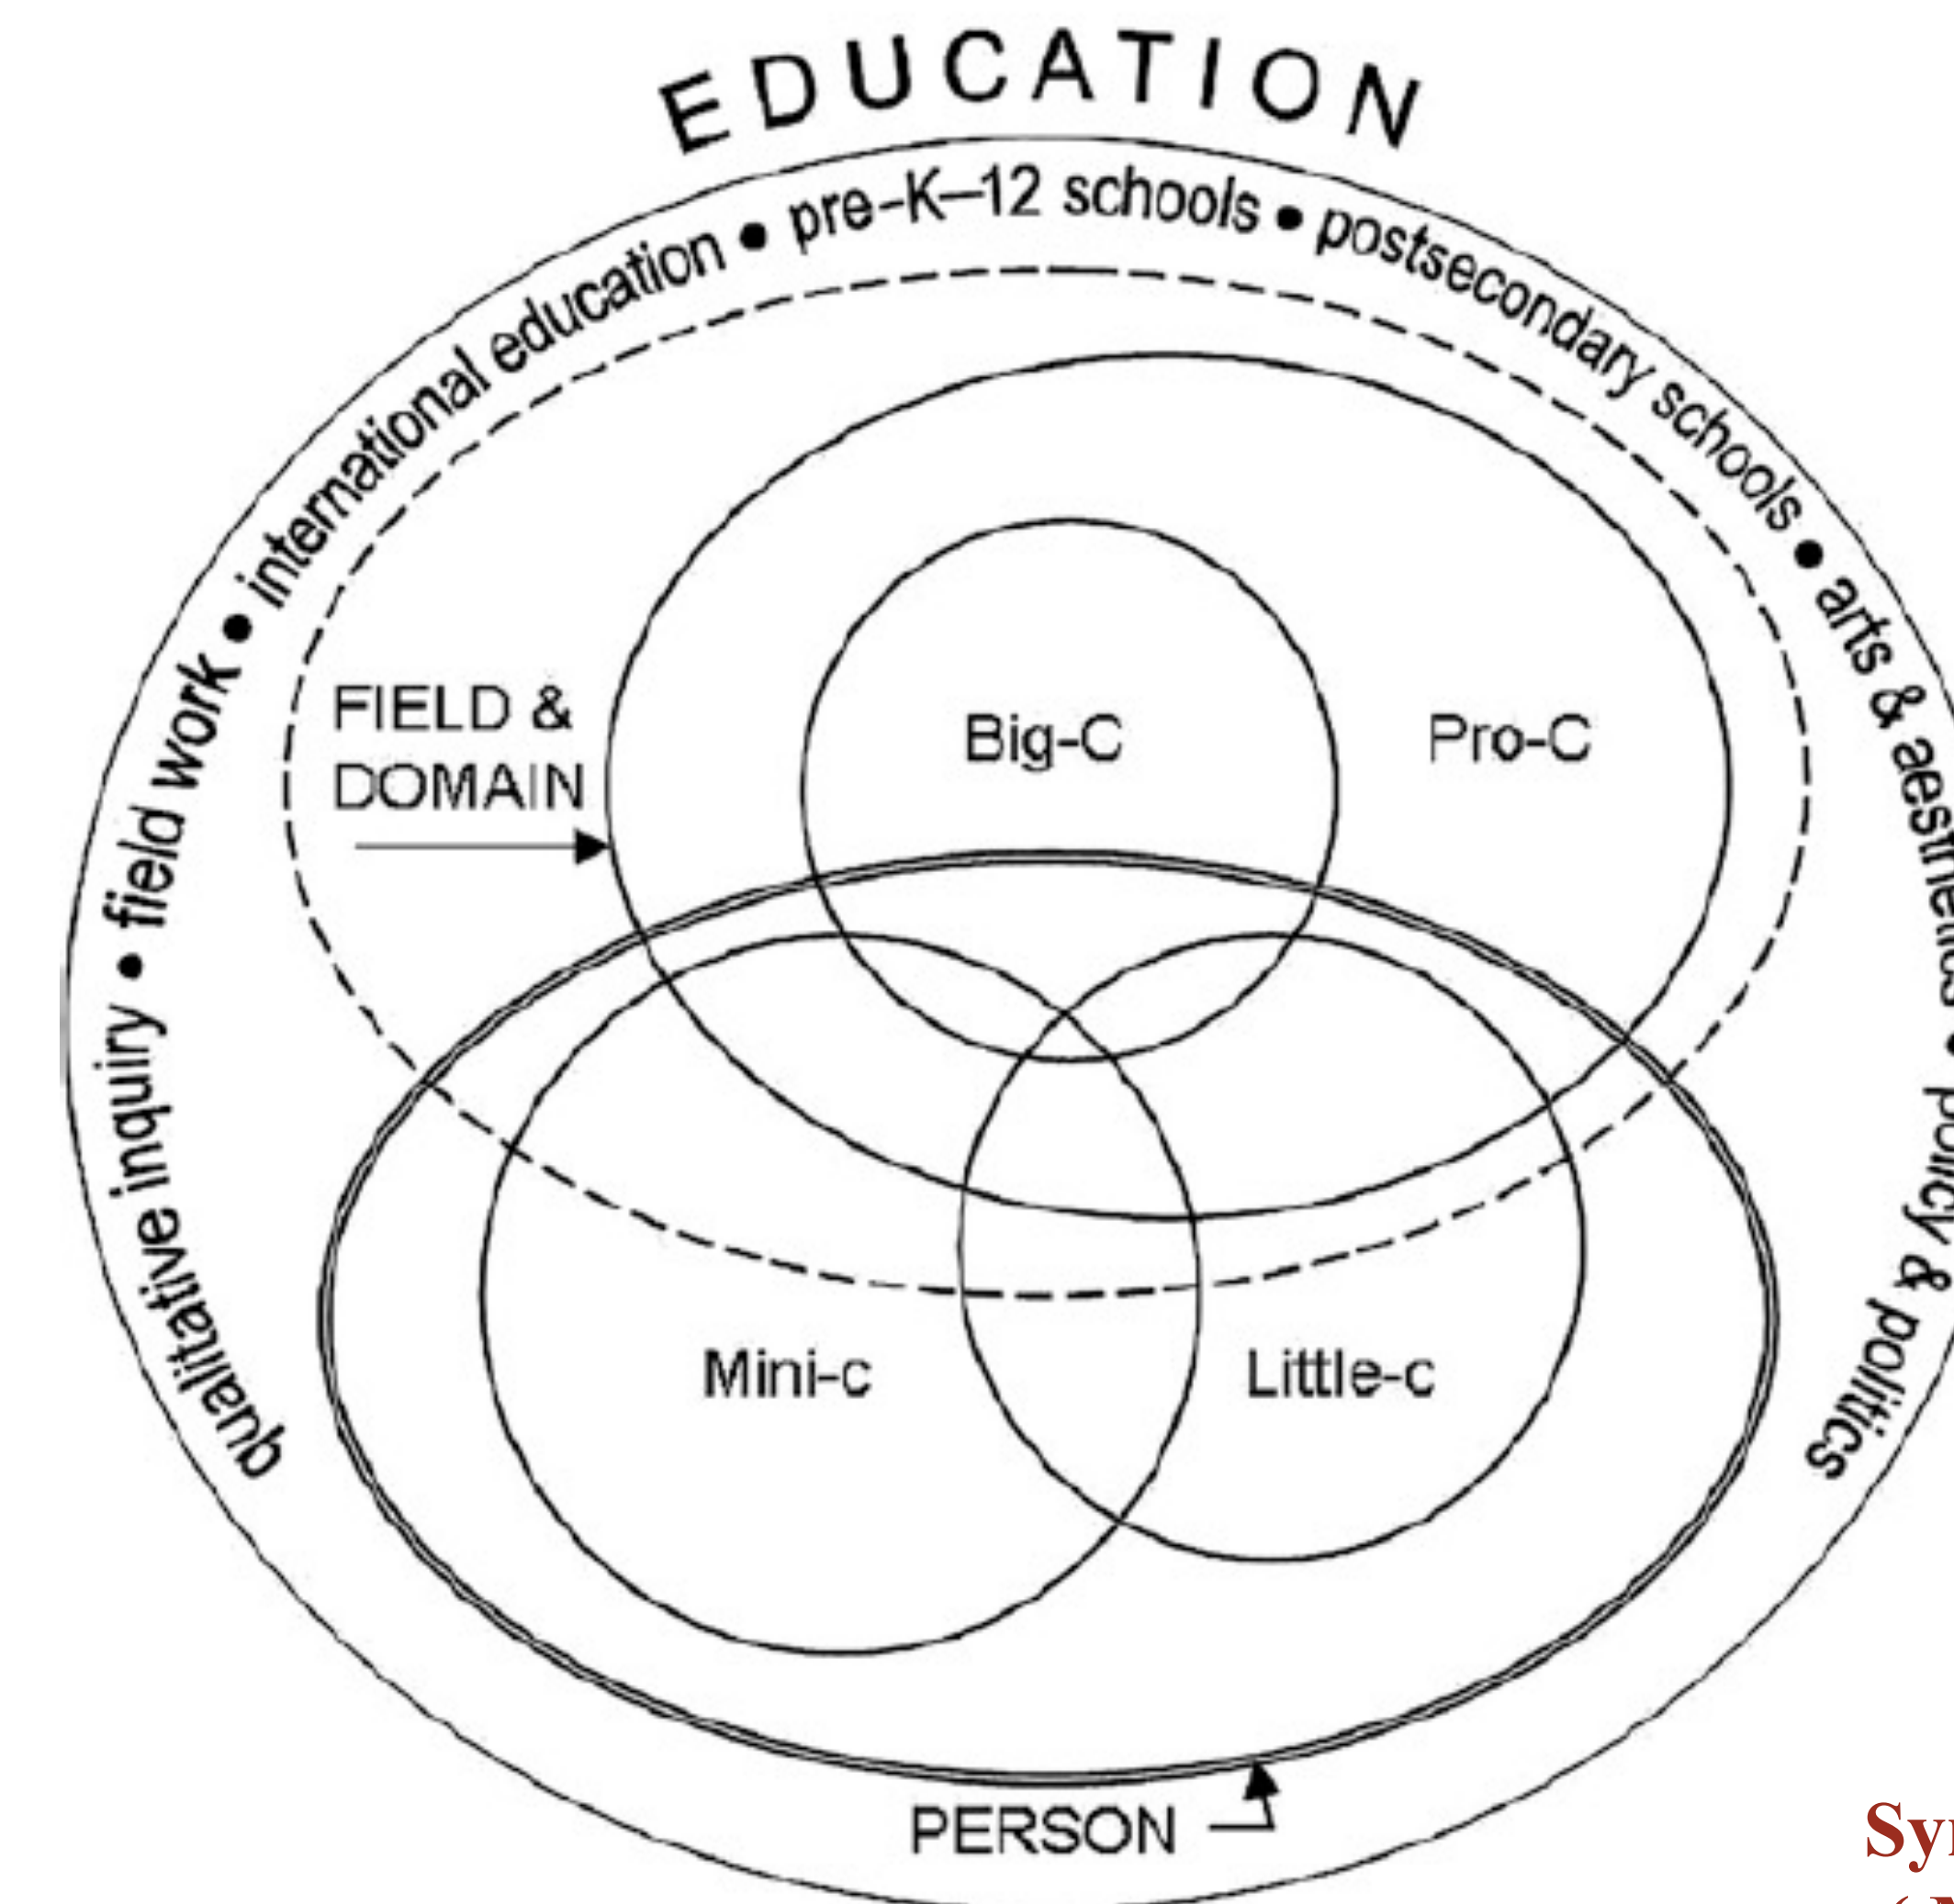 EDUCATION
qualitative inquiry • field work • international education • pre-K–12 schools • postsecondary schools • arts & aesthetics • policy & politics
FIELD &
DOMAIN
Big-C
Pro-C
Mini-c
Little-c
PERSON